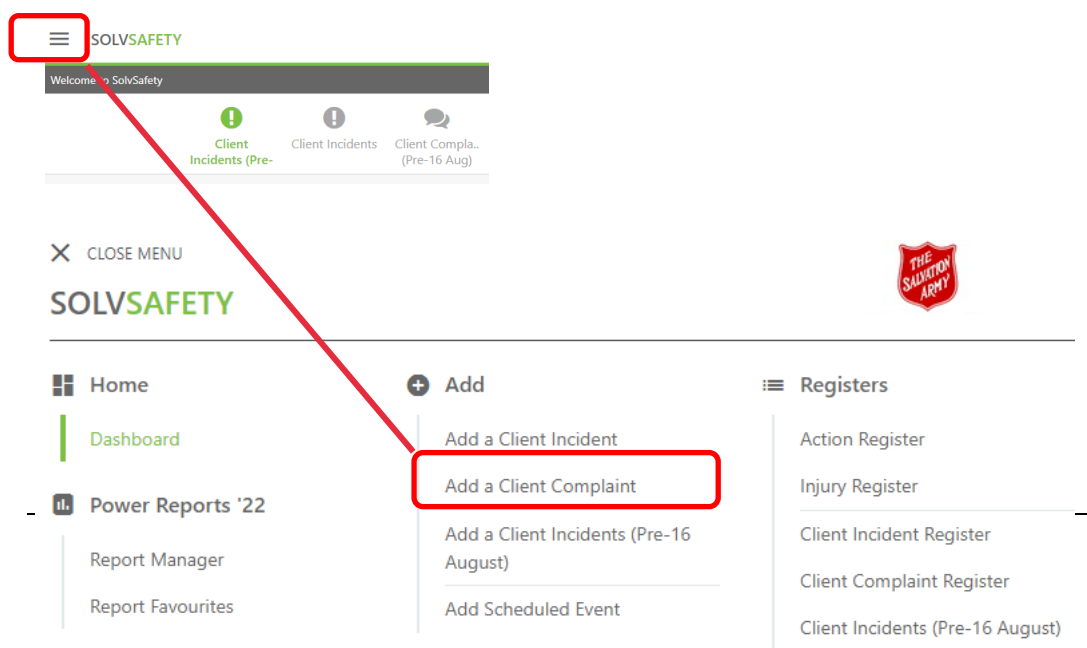 SOLVSAFETY
Welcome to SolvSafety
Client
Incidents (Pre-
Client Incidents
Client Compla..
(Pre-16 Aug)
CLOSE MENU
SOLVSAFETY
THE
SALVATION
ARMY
Home
Dashboard
Power Reports '22
Report Manager
Report Favourites
Add
Add a Client Incident
Add a Client Complaint
Add a Client Incidents (Pre-16
August)
Add Scheduled Event
Registers
Action Register
Injury Register
Client Incident Register
Client Complaint Register
Client Incidents (Pre-16 August)